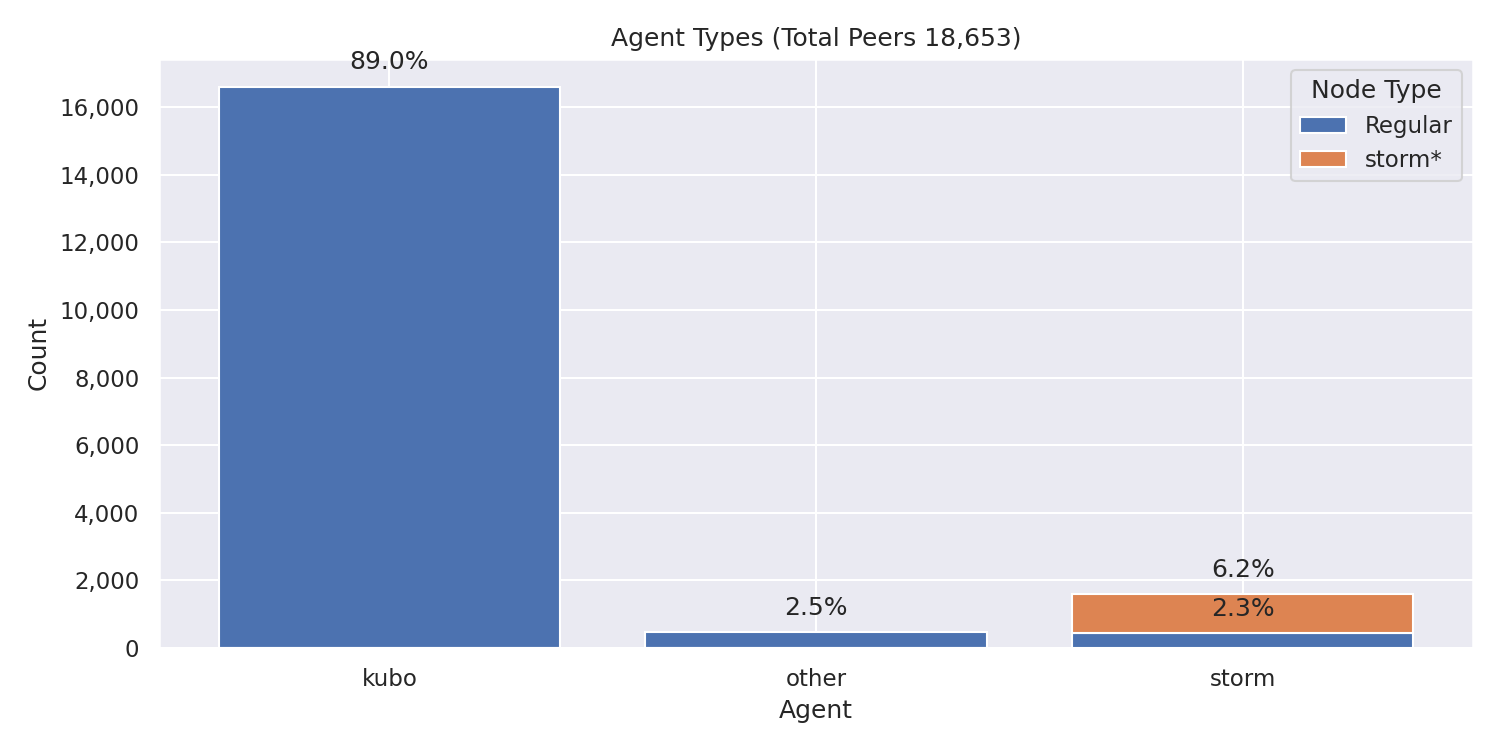 Agent Types (Total Peers 18,653)
89.0%
Node Type
Regular
storm*
16,000
14,000
12,000
10,000
8,000
6,000
4,000
2,000
0
Count
6.2%
2.5%
2.3%
kubo
other
storm
Agent